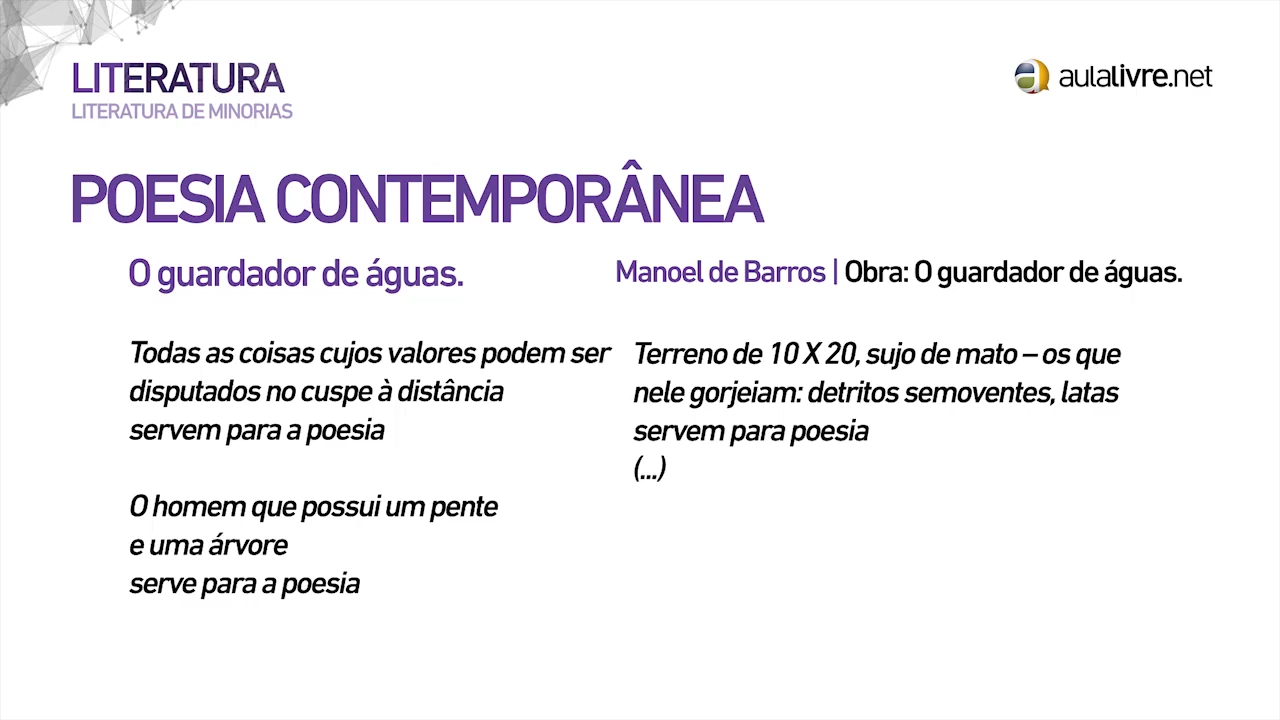 LITERATURA
LITERATURA DE MINORIAS
aulalivre.net
POESIA CONTEMPORÂNEA
O guardador de águas.
Manoel de Barros | Obra: O guardador de águas.
Todas as coisas cujos valores podem ser
disputados no cuspe à distância
servem para a poesia
O homem que possui um pente
e uma árvore
serve para a poesia
Terreno de 10 X 20, sujo de mato – os que
nele gorjeiam: detritos semoventes, latas
servem para poesia
(...)